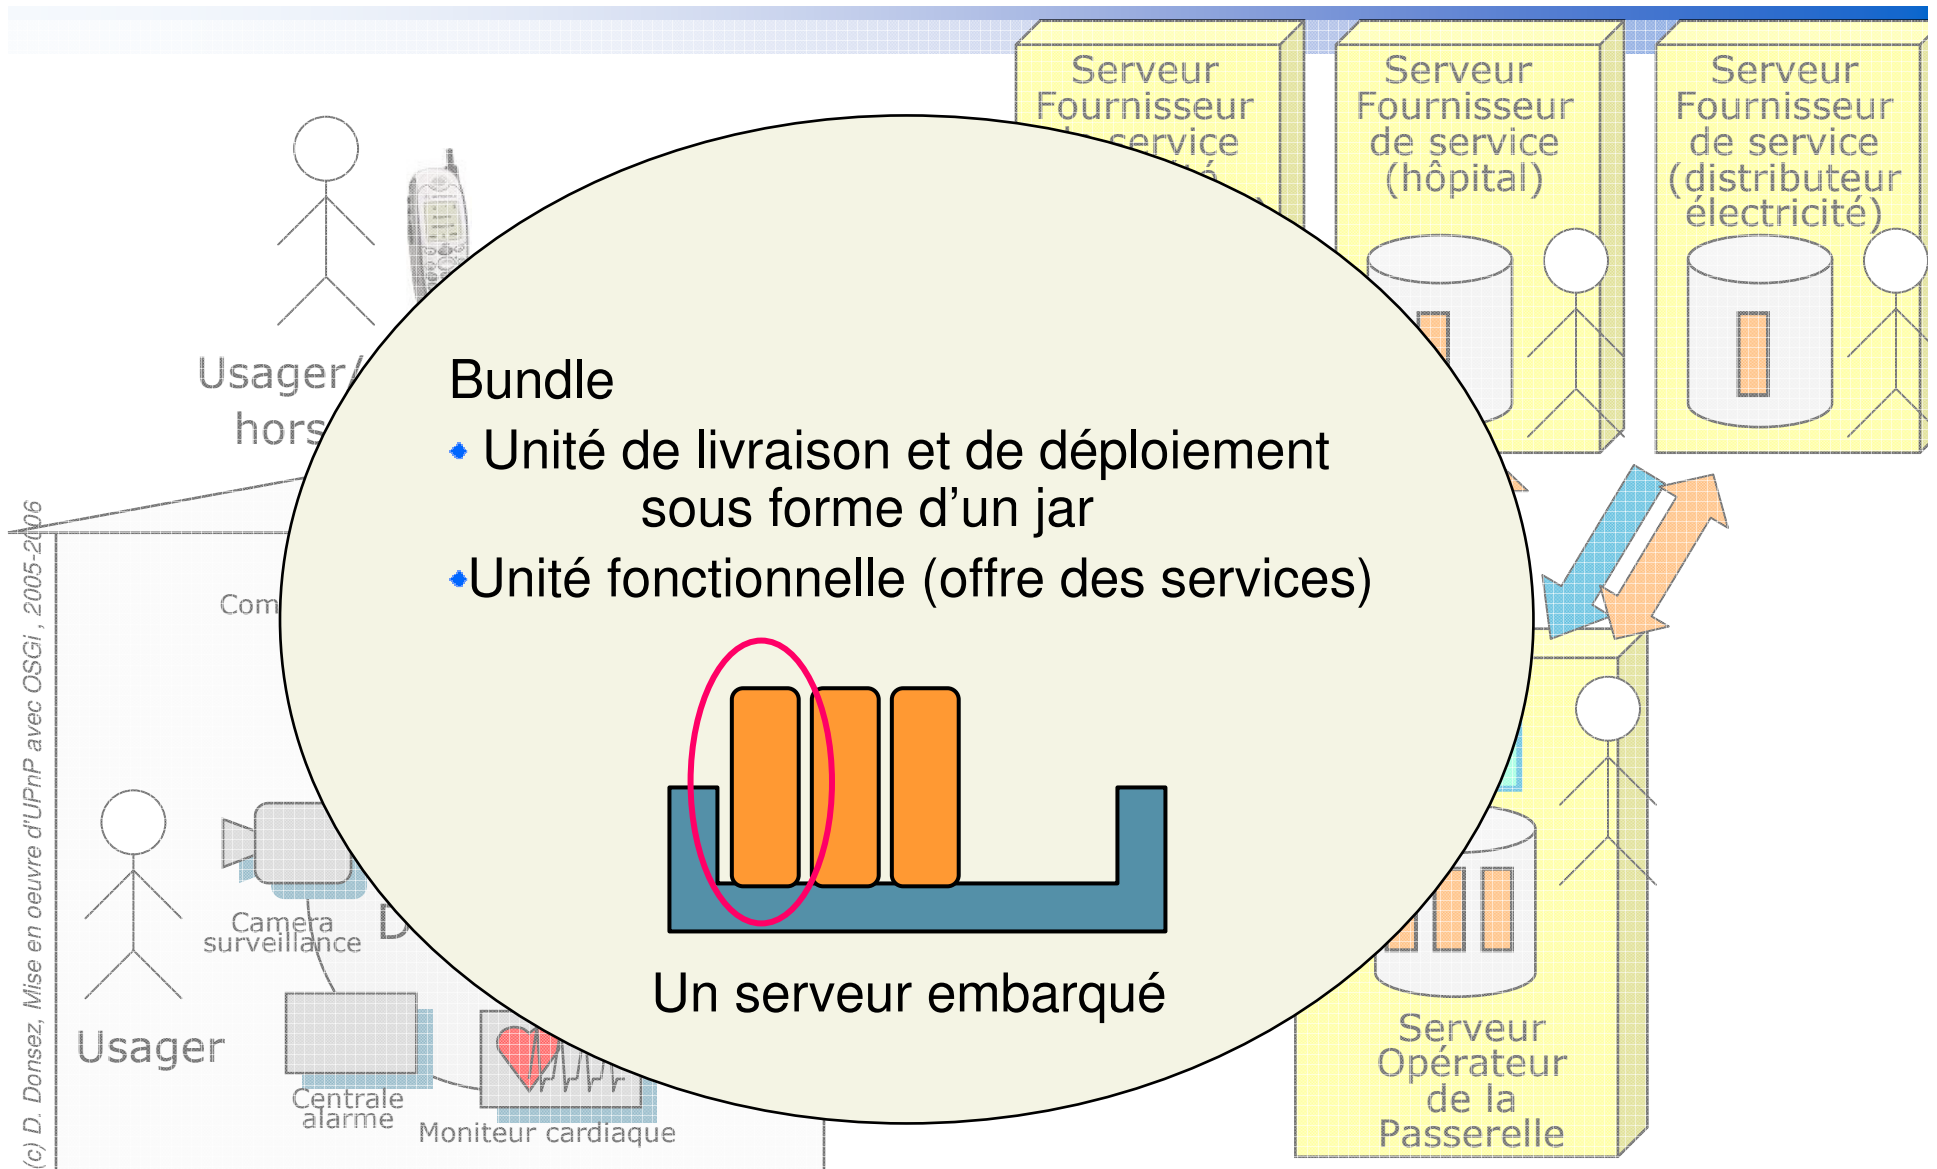 Serveur
Fournisseur
service
Serveur
Fournisseur
de service
(hôpital)
Serveur
Fournisseur
de service
(distributeur
électricité)
Usager/
hors
Bundle
Unité de livraison et de déploiement
sous forme d'un jar
Unité fonctionnelle (offre des services)
Un serveur embarqué
Com
Camera
surveillance
D
Usager
Centrale
alarme
Moniteur cardiaque
Serveur
Opérateur
de la
Passerelle
(c) D. Donsez, Mise en oeuvre d'UPnP avec OSGi , 2005-2006